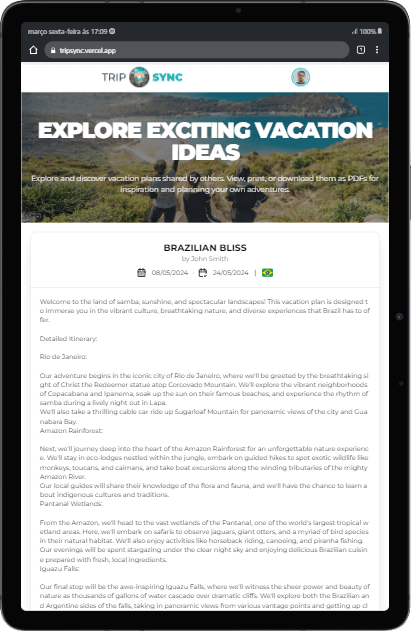 março sexta-feira às 17:09
100%
tripsync.vercel.app
1
TRIP SYNC
EXPLORE EXCITING VACATION
IDEAS
Explore and discover vacation plans shared by others. View, print, or download them as PDFs for
inspiration and planning your own adventures.
BRAZILIAN BLISS
by John Smith
08/05/2024 - 24/05/2024 |
Welcome to the land of samba, sunshine, and spectacular landscapes! This vacation plan is designed t
o immerse you in the vibrant culture, breathtaking nature, and diverse experiences that Brazil has to of
fer.
Detailed Itinerary:
Rio de Janeiro:
Our adventure begins in the iconic city of Rio de Janeiro, where we'll be greeted by the breathtaking si
ght of Christ the Redeemer statue atop Corcovado Mountain. We'll explore the vibrant neighborhoods
of Copacabana and Ipanema, soak up the sun on their famous beaches, and experience the rhythm of
samba during a lively night out in Lapa.
We'll also take a thrilling cable car ride up Sugarloaf Mountain for panoramic views of the city and Gua
nabara Bay.
Amazon Rainforest:
Next, we'll journey deep into the heart of the Amazon Rainforest for an unforgettable nature experienc
e. We'll stay in eco-lodges nestled within the jungle, embark on guided hikes to spot exotic wildlife like
monkeys, toucans, and caimans, and take boat excursions along the winding tributaries of the mighty
Amazon River.
Our local guides will share their knowledge of the flora and fauna, and we'll have the chance to learn a
bout indigenous cultures and traditions.
Pantanal Wetlands:
From the Amazon, we'll head to the vast wetlands of the Pantanal, one of the world's largest tropical w
etland areas. Here, we'll embark on safaris to observe jaguars, giant otters, and a myriad of bird species
in their natural habitat. We'll also enjoy activities like horseback riding, canoeing, and piranha fishing.
Our evenings will be spent stargazing under the clear night sky and enjoying delicious Brazilian cuisin
e prepared with fresh, local ingredients.
Iguazu Falls:
Our final stop will be the awe-inspiring Iguazu Falls, where we'll witness the sheer power and beauty of
nature as thousands of gallons of water cascade over dramatic cliffs. We'll explore both the Brazilian an
d Argentine sides of the falls, taking in panoramic views from various vantage points and getting up cl